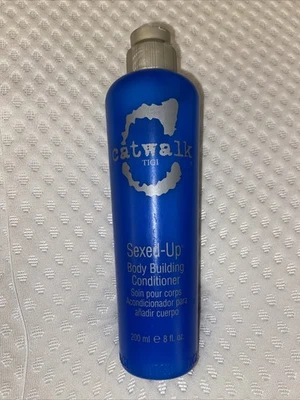 catwalk
TIGI
Sexed-Up
Body Building
Conditioner
Soin pour corps
Acondicionador para
añadir cuerpo
200 ml e 8 fl. oz.